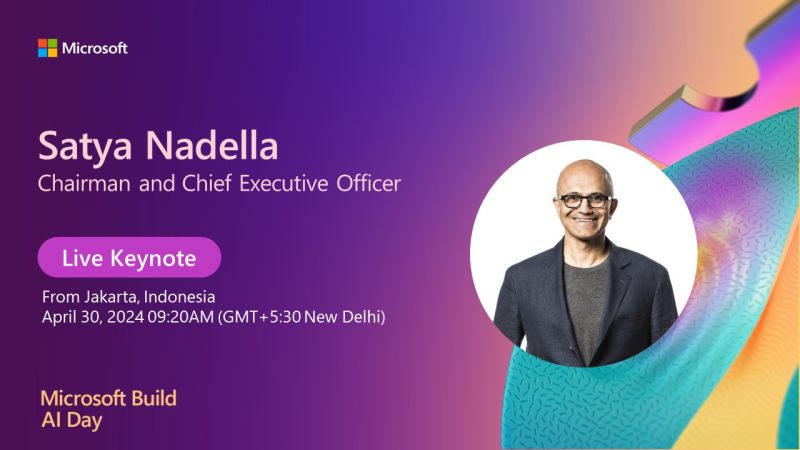 Microsoft
Satya Nadella
Chairman and Chief Executive Officer
Live Keynote
From Jakarta, Indonesia
April 30, 2024 09:20AM (GMT+5:30 New Delhi)
Microsoft Build
AI Day